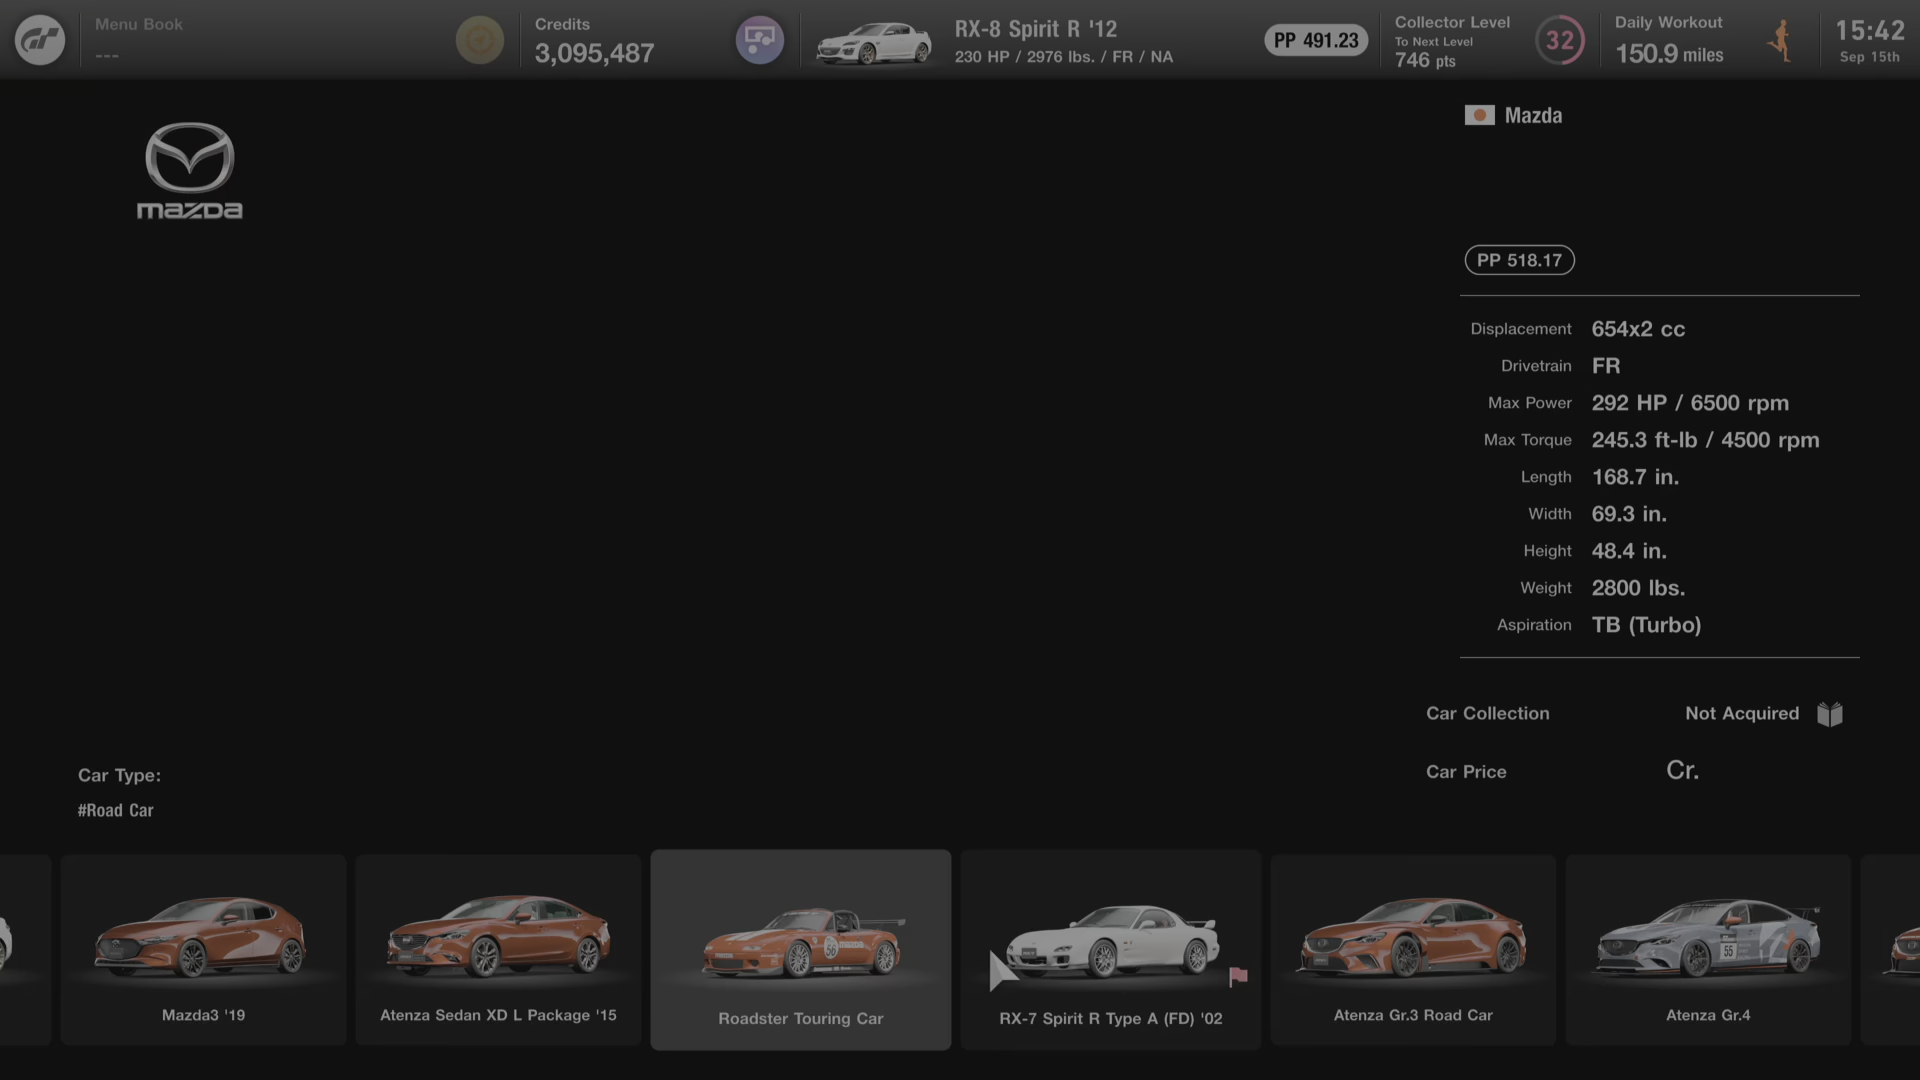 Menu Book
---
Credits
3,095,487
RX-8 Spirit R '12
230 HP / 2976 lbs. / FR / NA
PP 491.23
Collector Level
To Next Level
746 pts
32
Daily Workout
150.9 miles
15:42
Sep 15th
mazda
Mazda
PP 518.17
Displacement 654x2 cc
Drivetrain FR
Max Power 292 HP / 6500 rpm
Max Torque 245.3 ft-lb / 4500 rpm
Length 168.7 in.
Width 69.3 in.
Height 48.4 in.
Weight 2800 lbs.
Aspiration TB (Turbo)
Car Collection Not Acquired
Car Price Cr.
Car Type:
#Road Car
56
55
Mazda3 '19
Atenza Sedan XD L Package '15
Roadster Touring Car
RX-7 Spirit R Type A (FD) '02
Atenza Gr.3 Road Car
Atenza Gr.4